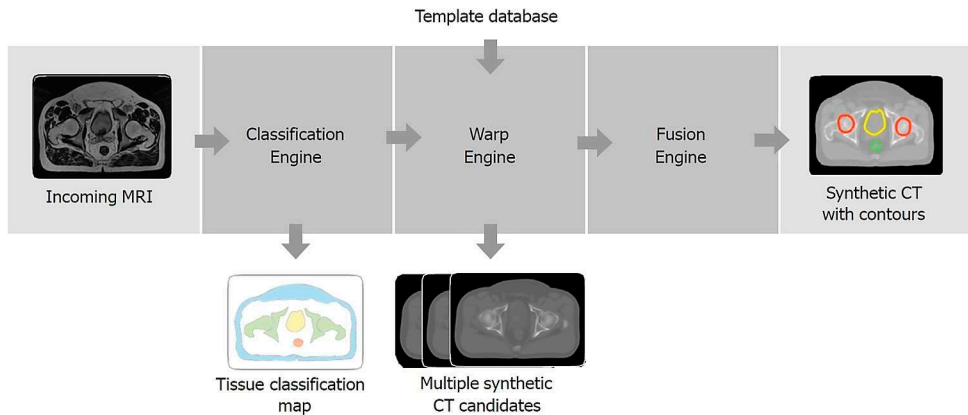 Template database
Incoming MRI
Classification
Engine
Warp
Engine
Fusion
Engine
Synthetic CT
with contours
Tissue classification
map
Multiple synthetic
CT candidates